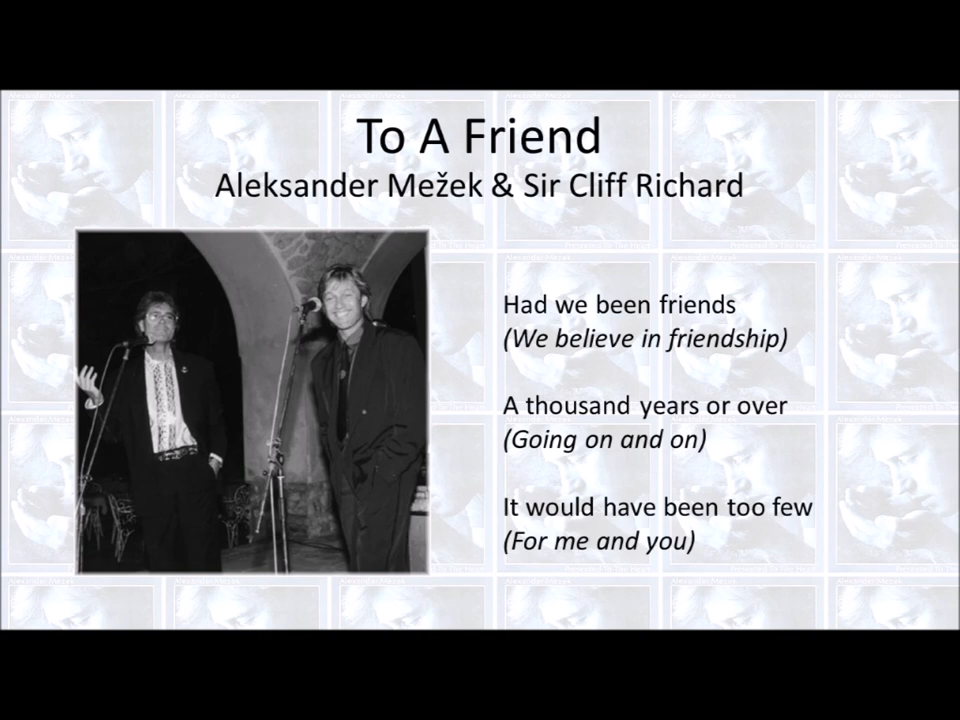 To A Friend
Aleksander Mežek & Sir Cliff Richard
Had we been friends
(We believe in friendship)
A thousand years or over
(Going on and on)
It would have been too few
(For me and you)